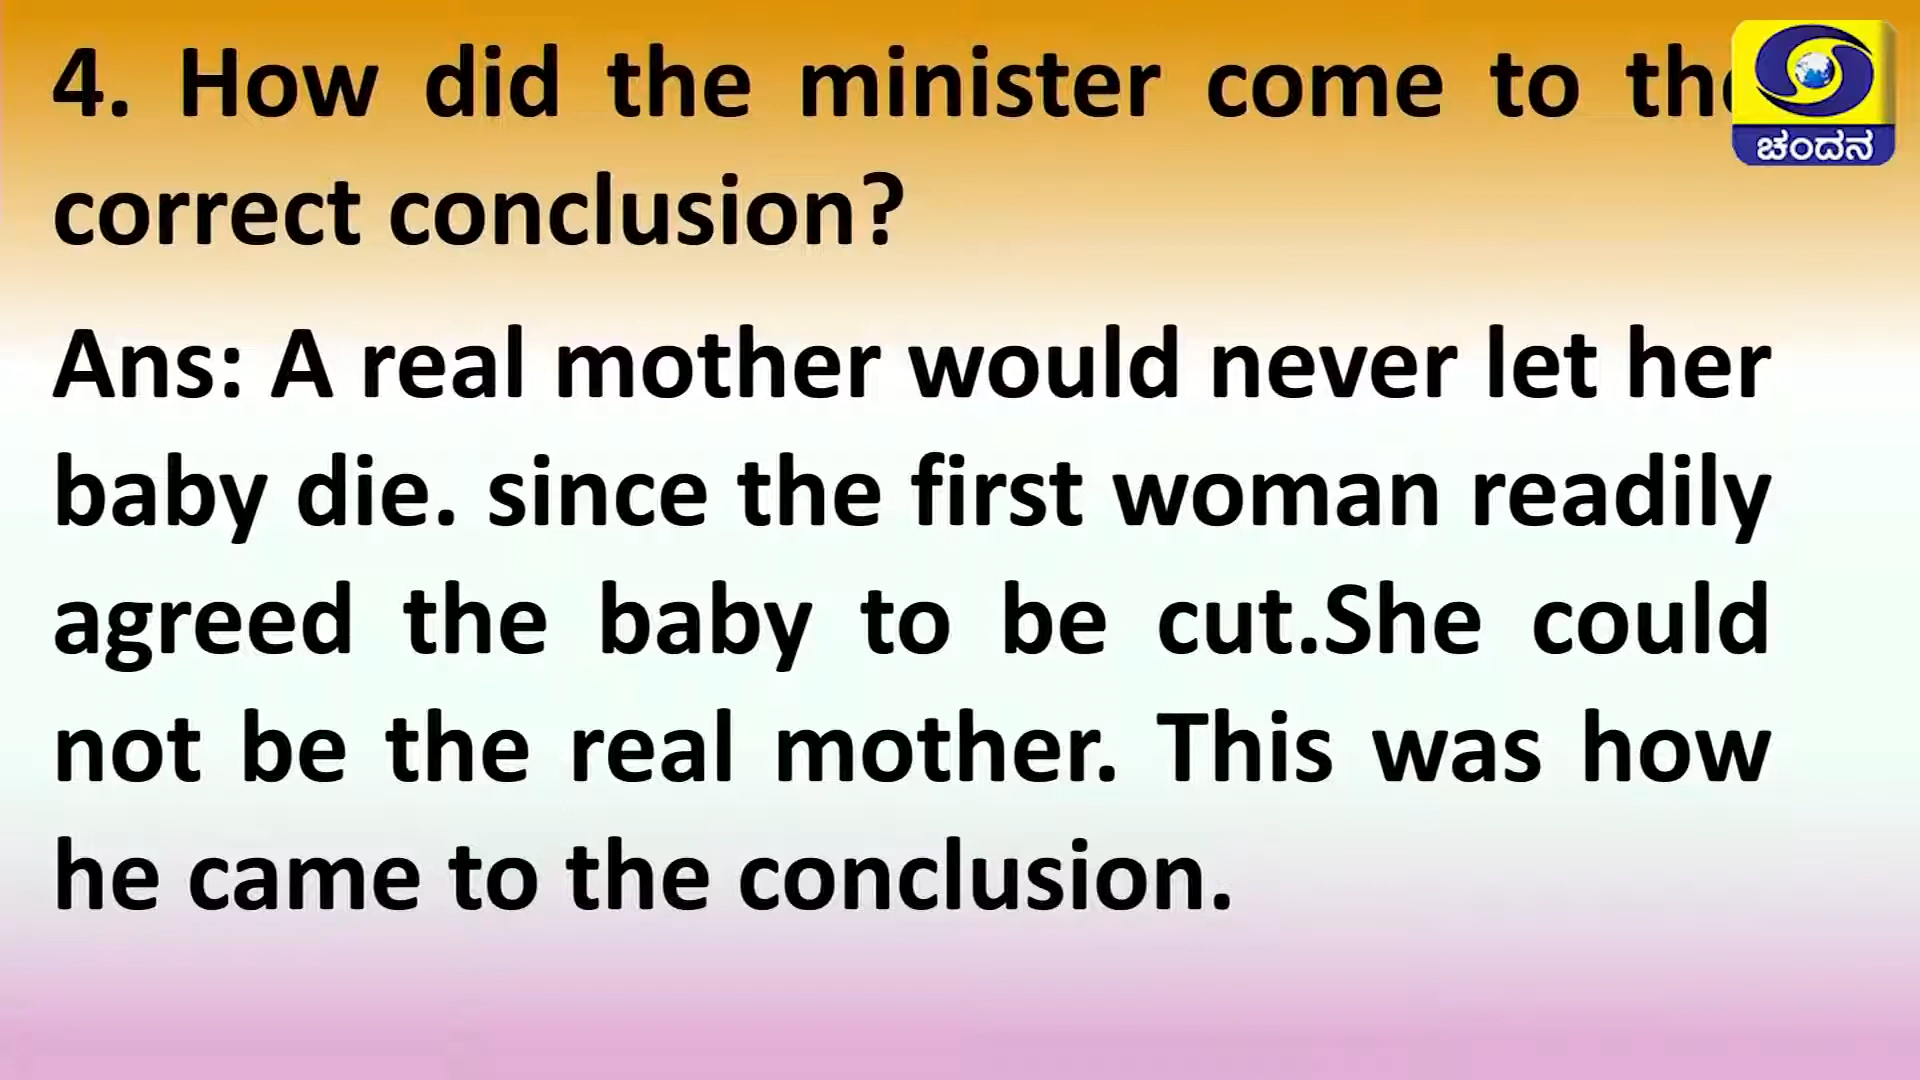 4. How did the minister come to the
correct conclusion?
Ans: A real mother would never let her
baby die. since the first woman readily
agreed the baby to be cut.She could
not be the real mother. This was how
he came to the conclusion.
ಚಂದನ